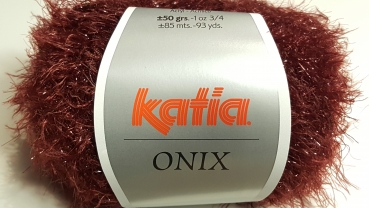 ±50 grs.-1 oz 3/4
±85 mts.-93 yds.
katia
ONIX